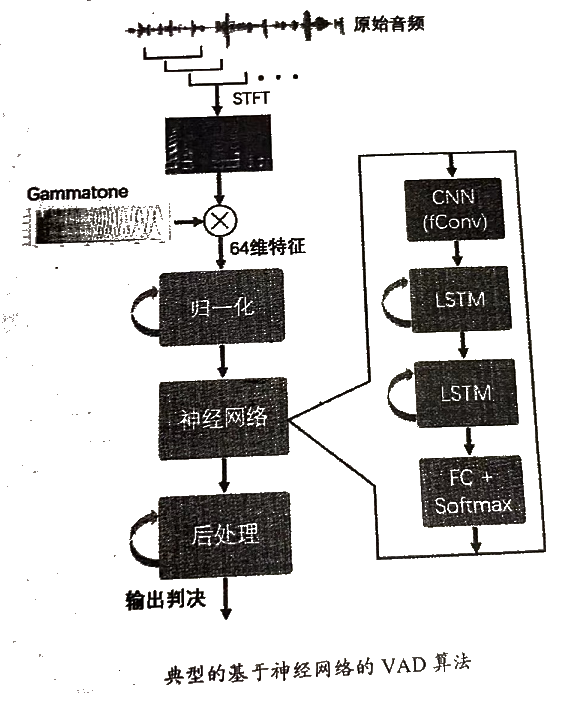 原始音频
STFT
Gammatone
64维特征
归一化
神经网络
后处理
输出判决
CNN
(fConv)
LSTM
LSTM
FC +
Softmax
典型的基于神经网络的 VAD 算法